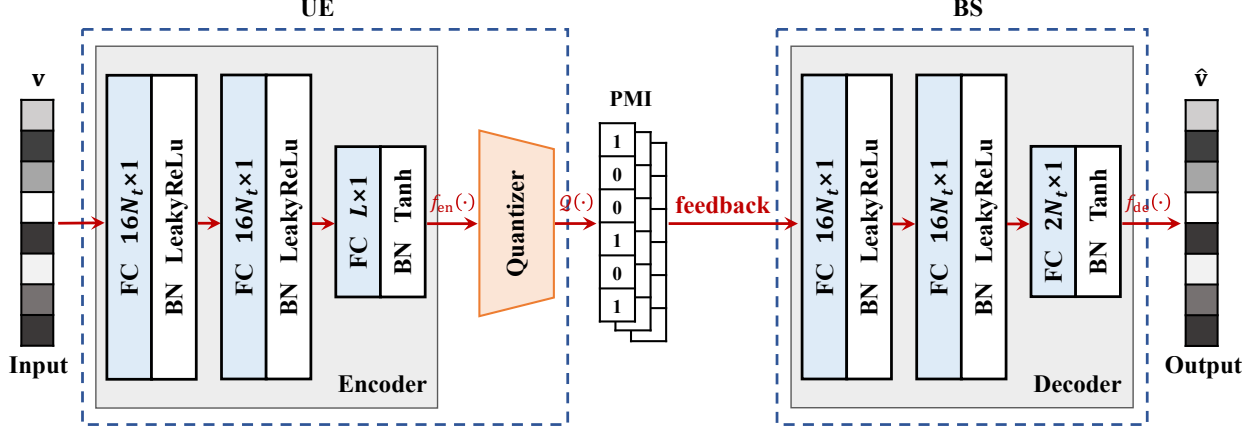 UE
BS
v
Input
FC 16N_t×1
BN LeakyReLu
FC 16N_t×1
BN LeakyReLu
FC L×1
BN Tanh
Encoder
f_en(·)
Quantizer
Q(·)
PMI
1
0
0
1
0
1
feedback
FC 16N_t×1
BN LeakyReLu
FC 16N_t×1
BN LeakyReLu
FC 2N_t×1
BN Tanh
Decoder
f_de(·)
v̂
Output